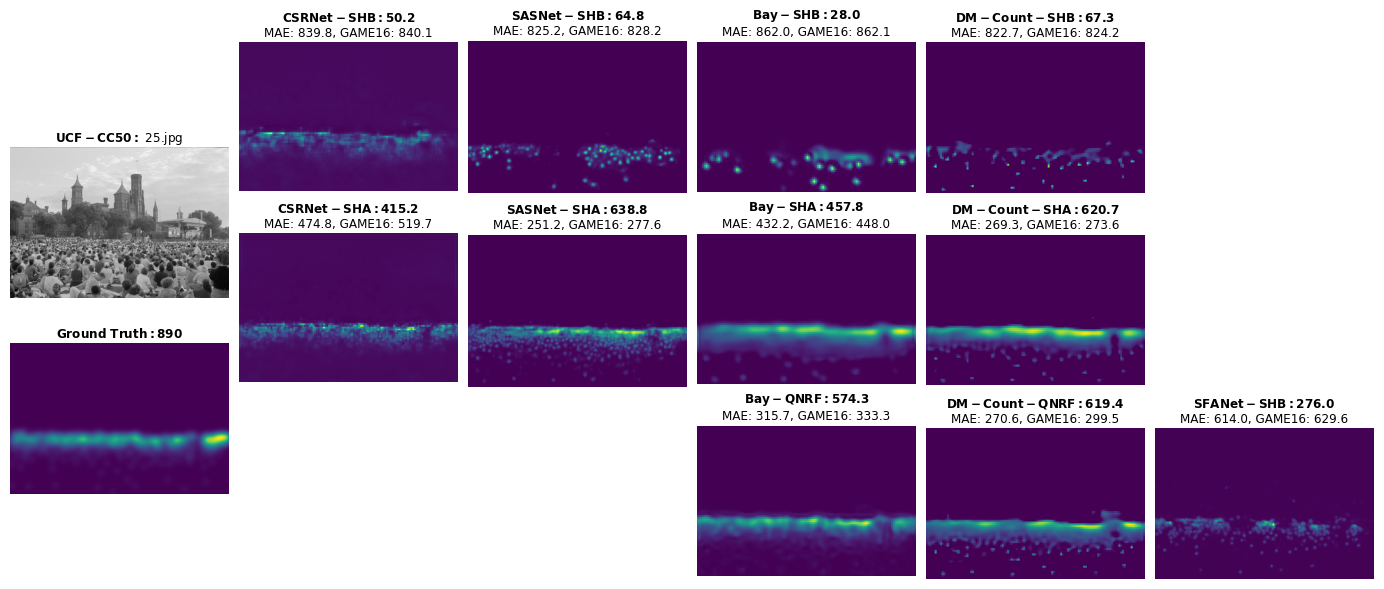 CSRNet − SHB : 50.2
MAE: 839.8, GAME16: 840.1
SASNet − SHB : 64.8
MAE: 825.2, GAME16: 828.2
Bay − SHB : 28.0
MAE: 862.0, GAME16: 862.1
DM − Count − SHB : 67.3
MAE: 822.7, GAME16: 824.2
UCF − CC50 : 25.jpg
CSRNet − SHA : 415.2
MAE: 474.8, GAME16: 519.7
SASNet − SHA : 638.8
MAE: 251.2, GAME16: 277.6
Bay − SHA : 457.8
MAE: 432.2, GAME16: 448.0
DM − Count − SHA : 620.7
MAE: 269.3, GAME16: 273.6
Ground Truth : 890
Bay − QNRF : 574.3
MAE: 315.7, GAME16: 333.3
DM − Count − QNRF : 619.4
MAE: 270.6, GAME16: 299.5
SFANet − SHB : 276.0
MAE: 614.0, GAME16: 629.6